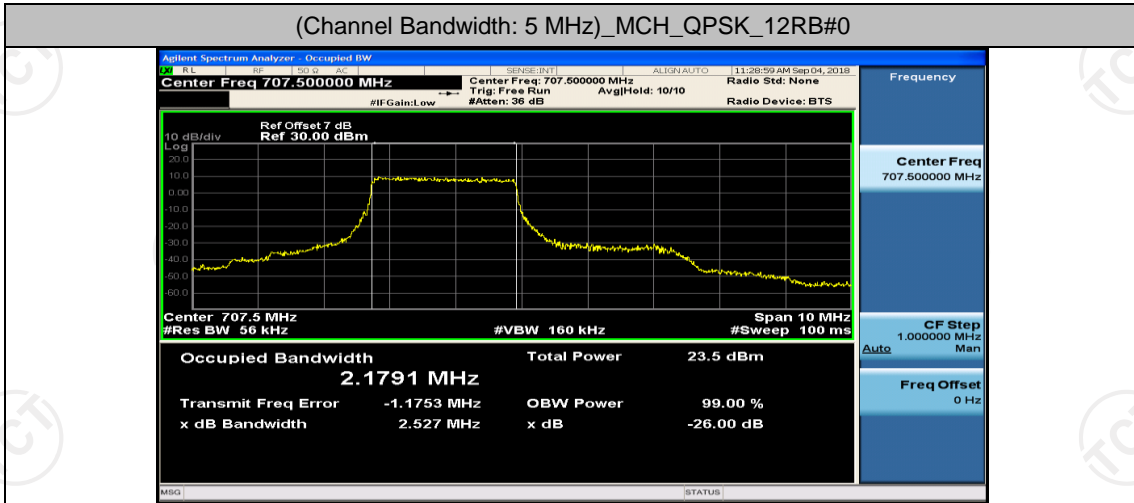 (Channel Bandwidth: 5 MHz)_MCH_QPSK_12RB#0
Agilent Spectrum Analyzer - Occupied BW
LXI RL RF 50 Ω AC SENSE:INT ALIGN AUTO 11:28:59 AM Sep 04, 2018
Center Freq 707.500000 MHz
Center Freq: 707.500000 MHz
Radio Std: None
Trig: Free Run Avg|Hold: 10/10
#IFGain:Low
#Atten: 36 dB
Radio Device: BTS
Frequency
Ref Offset 7 dB
10 dB/div Ref 30.00 dBm
Log
20.0
10.0
0.00
-10.0
-20.0
-30.0
-40.0
-50.0
-60.0
Center Freq
707.500000 MHz
Center 707.5 MHz Span 10 MHz
#Res BW 56 kHz #VBW 160 kHz #Sweep 100 ms
CF Step
1.000000 MHz
Auto Man
Occupied Bandwidth Total Power 23.5 dBm
2.1791 MHz
Transmit Freq Error -1.1753 MHz OBW Power 99.00 %
x dB Bandwidth 2.527 MHz x dB -26.00 dB
Freq Offset
0 Hz
MSG STATUS
TCT
TCT
TCT
TCT